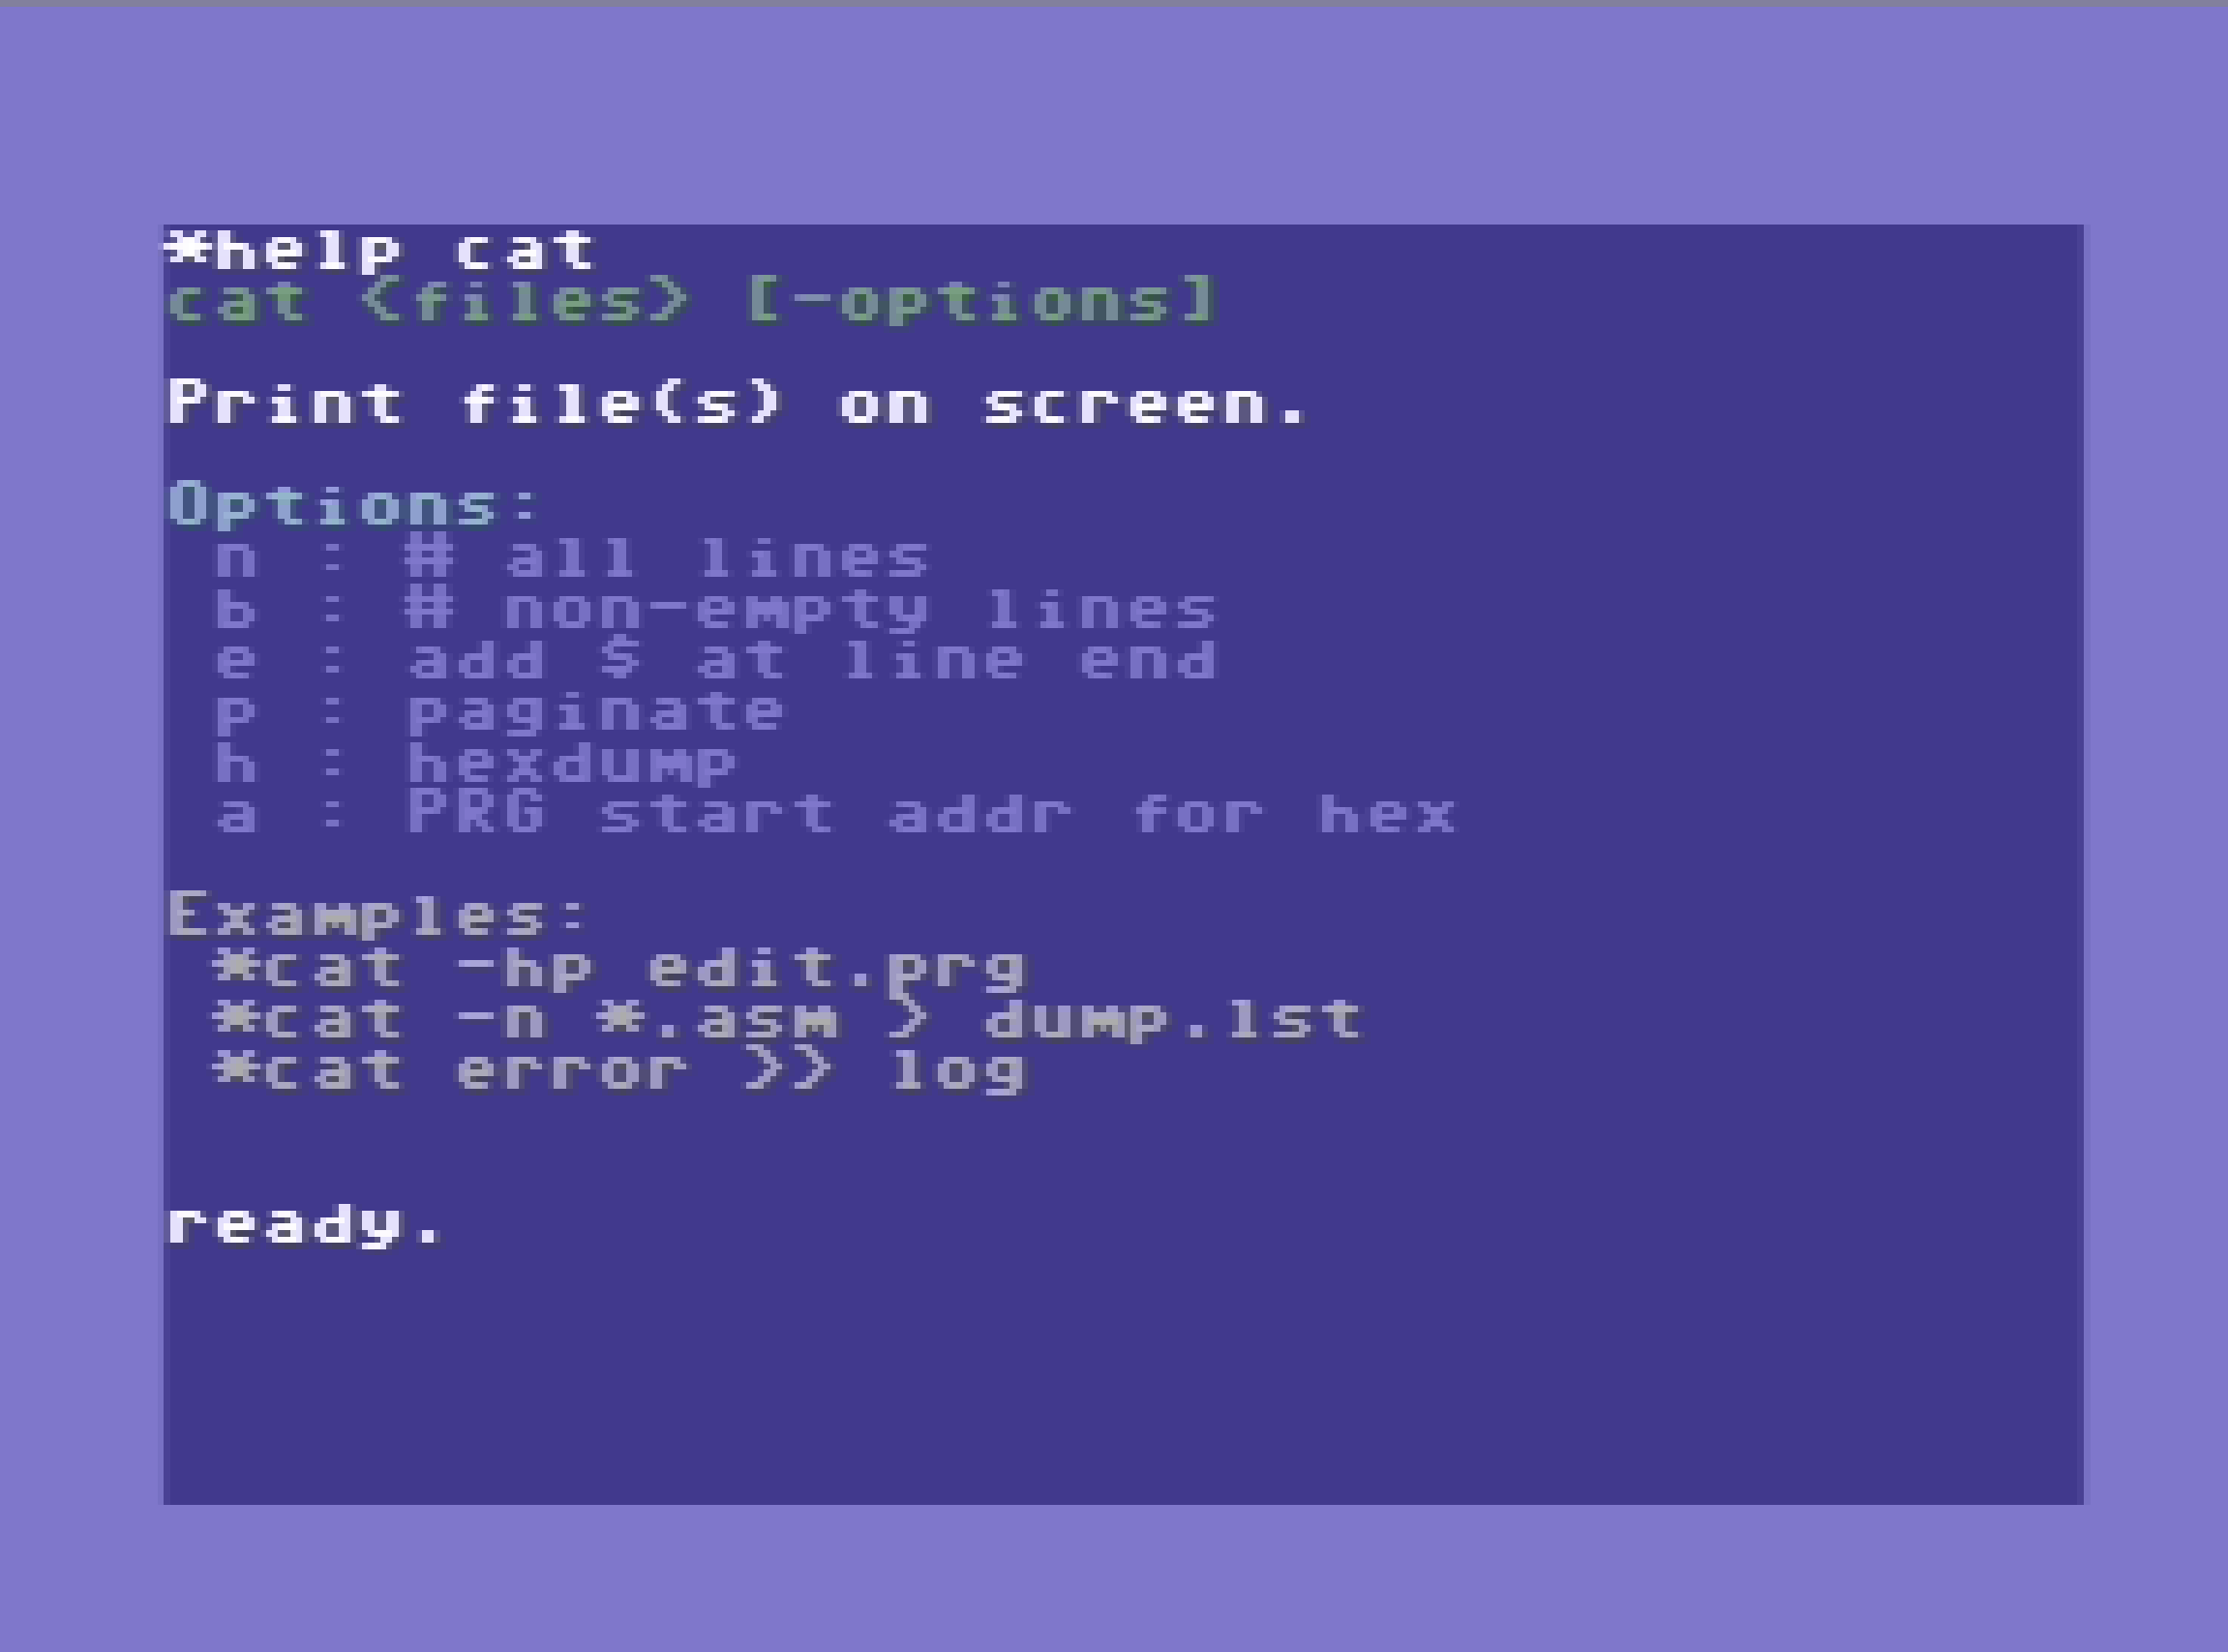 *help cat
cat <files> [-options]
Print file(s) on screen.
Options:
n : # all lines
b : # non-empty lines
e : add $ at line end
p : paginate
h : hexdump
a : PRG start addr for hex
Examples:
*cat -hp edit.prg
*cat -n *.asm > dump.lst
*cat error >> log
ready.